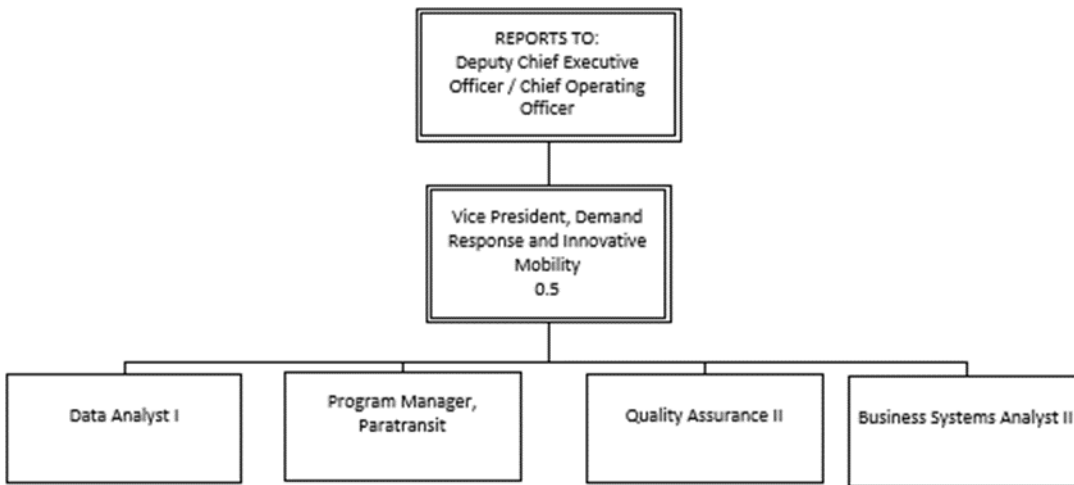 REPORTS TO:
Deputy Chief Executive
Officer / Chief Operating
Officer
Vice President, Demand
Response and Innovative
Mobility
0.5
Data Analyst I
Program Manager,
Paratransit
Quality Assurance II
Business Systems Analyst II